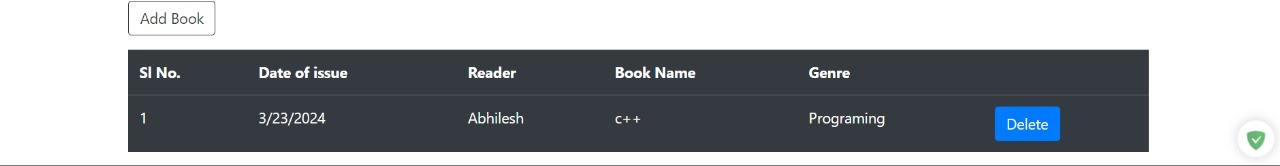 Add Book
Sl No. Date of issue Reader Book Name Genre
1 3/23/2024 Abhilesh c++ Programing Delete